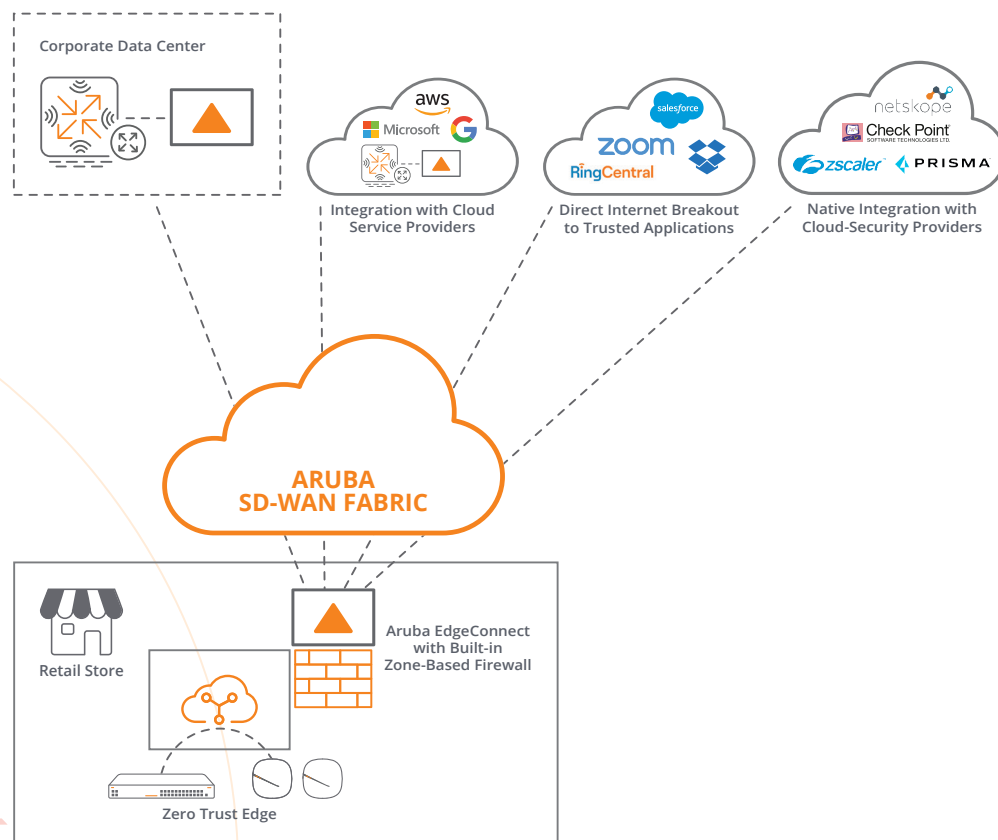 Corporate Data Center
aws
Microsoft
Integration with Cloud
Service Providers
salesforce
zoom
RingCentral
Direct Internet Breakout
to Trusted Applications
netskope
Check Point
SOFTWARE TECHNOLOGIES LTD.
zscaler
PRISMA
Native Integration with
Cloud-Security Providers
ARUBA
SD-WAN FABRIC
Retail Store
Aruba EdgeConnect
with Built-in
Zone-Based Firewall
Zero Trust Edge